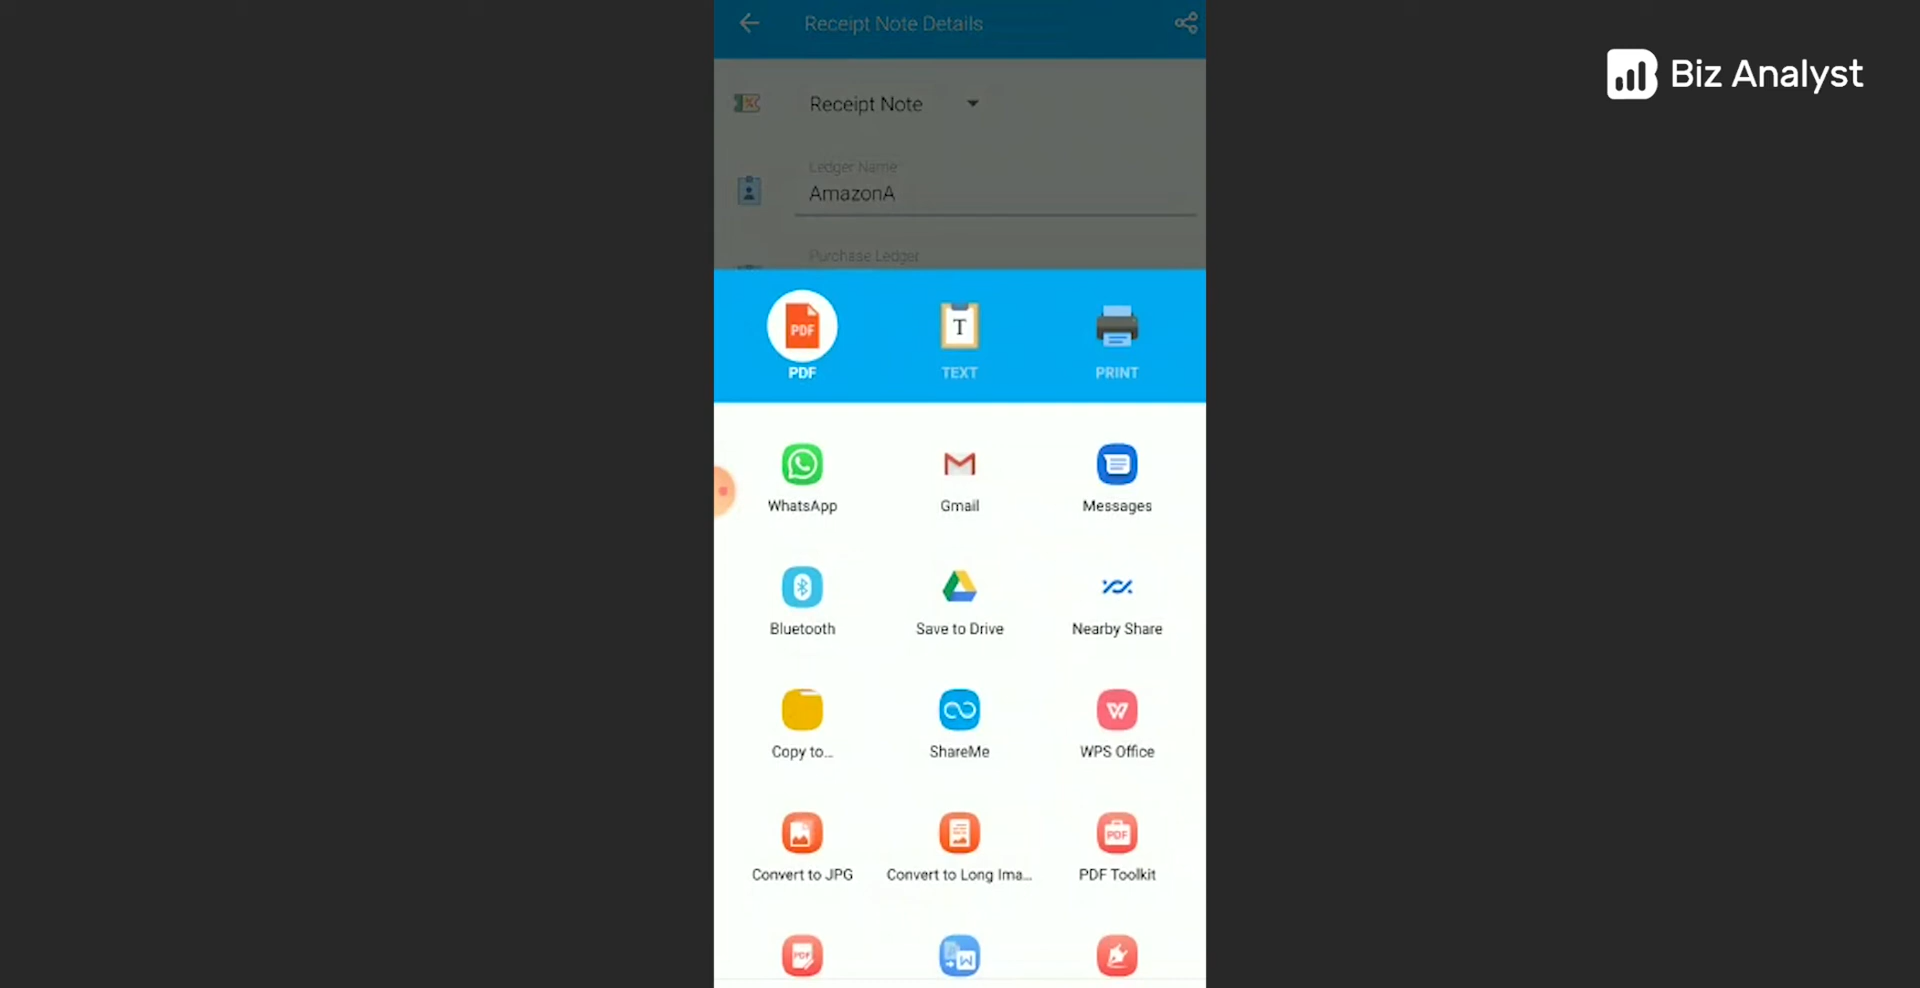 Receipt Note Details
Biz Analyst
Receipt Note
Ledger Name*
AmazonA
Purchase Ledger
PDF
T
PDF TEXT PRINT
WhatsApp Gmail Messages
Bluetooth Save to Drive Nearby Share
Copy to... ShareMe WPS Office
PDF
Convert to JPG Convert to Long Ima... PDF Toolkit
PDF
W